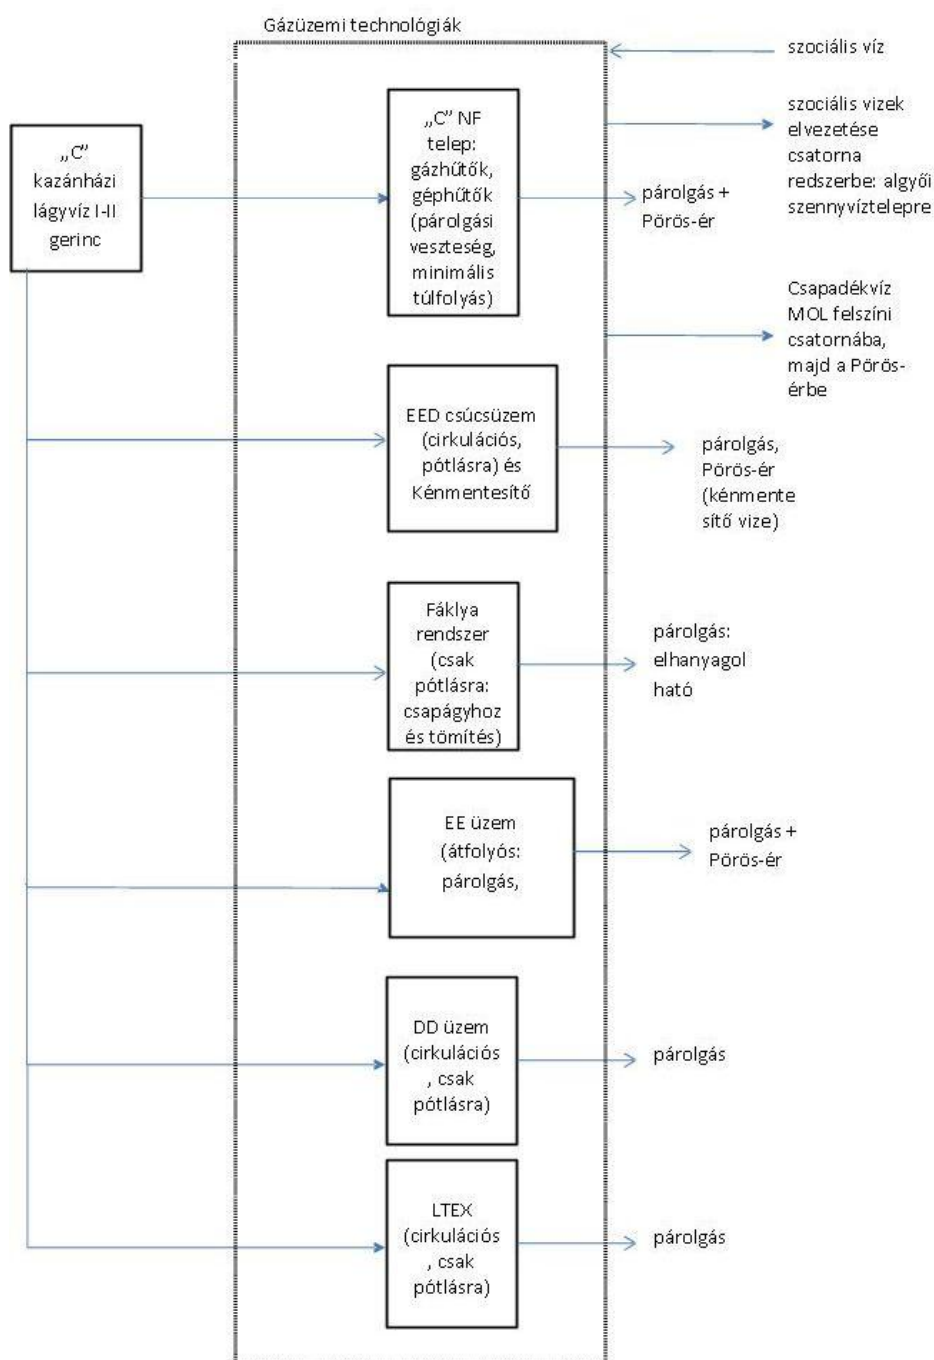 Gázüzemi technológiák
szociális víz
„C”
kazánházi
lágyvíz I-II
gerinc
„C” NF
telep:
gázhűtők,
géphűtők
(párolgási
veszteség,
minimális
túlfolyás)
párolgás +
Pörös-ér
szociális vizek
elvezetése
csatorna
redszerbe: algyői
szennyvíztelepre
Csapadékvíz
MOL felszíni
csatornába,
majd a Pörös-
érbe
EED csúcsüzem
(cirkulációs,
pótlásra) és
Kénmentesítő
párolgás,
Pörös-ér
(kénmente
sítő vize)
Fáklya
rendszer
(csak
pótlásra:
csapágyhoz
és tömítés)
párolgás:
elhanyagol
ható
EE üzem
(átfolyós:
párolgás,
párolgás +
Pörös-ér
DD üzem
(cirkulációs
, csak
pótlásra)
párolgás
LTEX
(cirkulációs
, csak
pótlásra)
párolgás